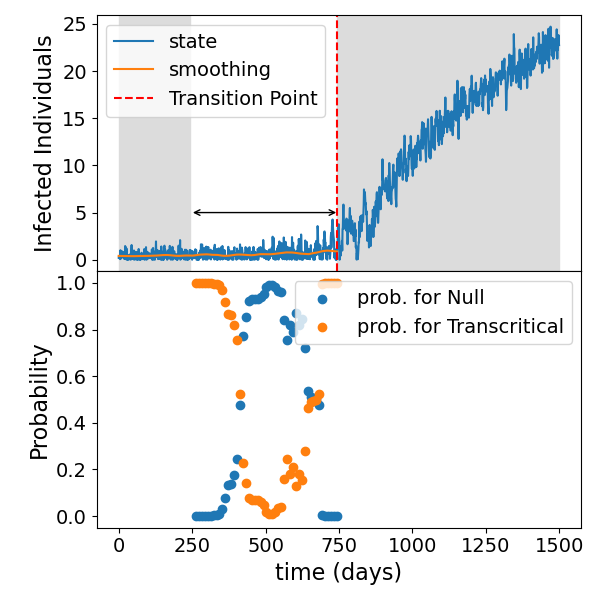 25
20
15
10
5
0
Infected Individuals
state
smoothing
Transition Point
1.0
0.8
0.6
0.4
0.2
0.0
Probability
prob. for Null
prob. for Transcritical
0 250 500 750 1000 1250 1500
time (days)